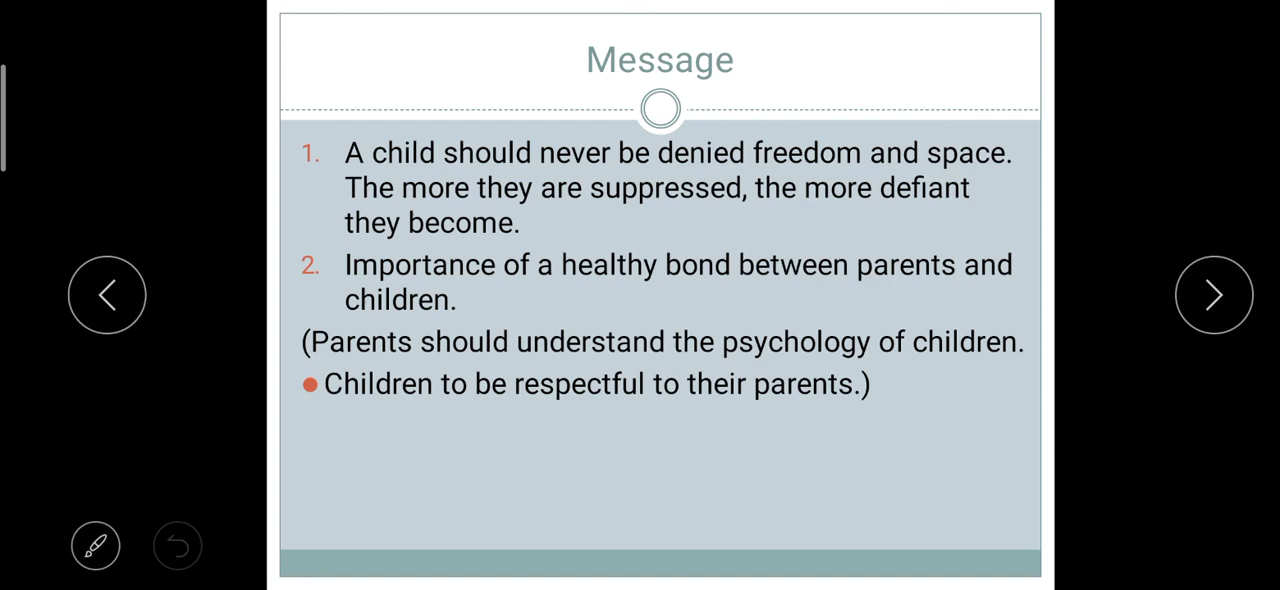 Message
1. A child should never be denied freedom and space.
The more they are suppressed, the more defiant
they become.
2. Importance of a healthy bond between parents and
children.
(Parents should understand the psychology of children.
● Children to be respectful to their parents.)